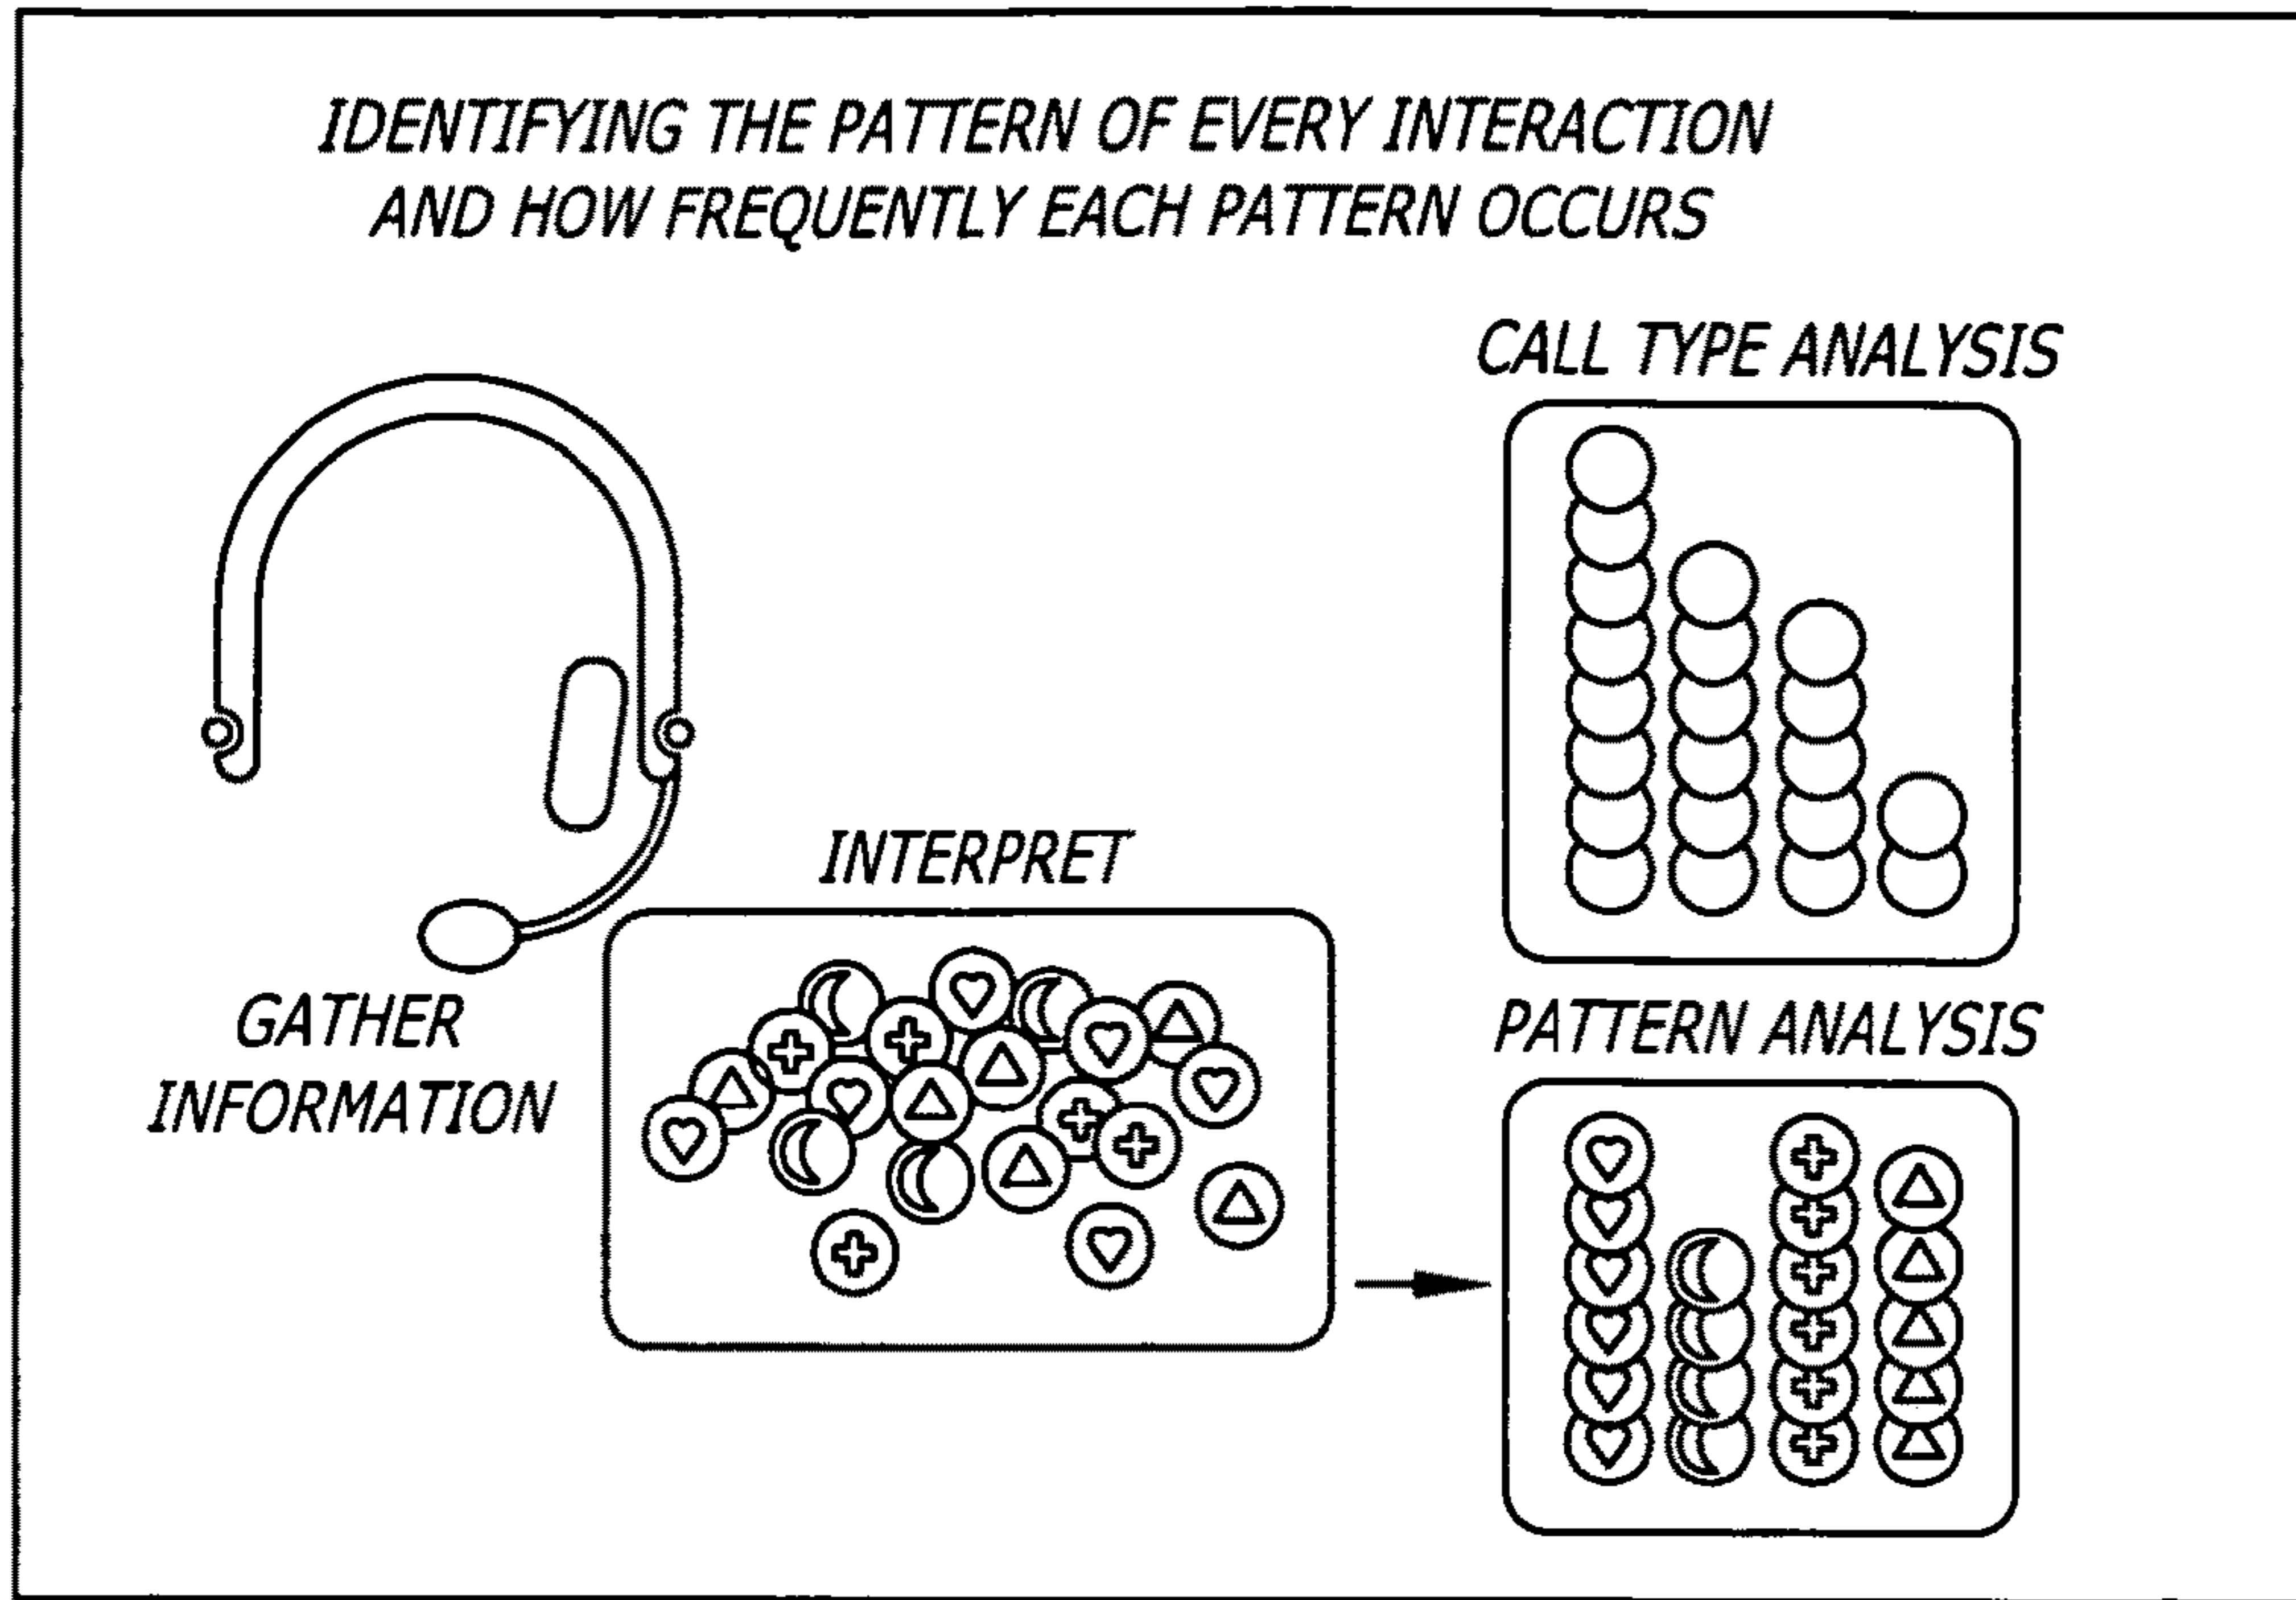 IDENTIFYING THE PATTERN OF EVERY INTERACTION
AND HOW FREQUENTLY EACH PATTERN OCCURS
CALL TYPE ANALYSIS
INTERPRET
GATHER
INFORMATION
PATTERN ANALYSIS